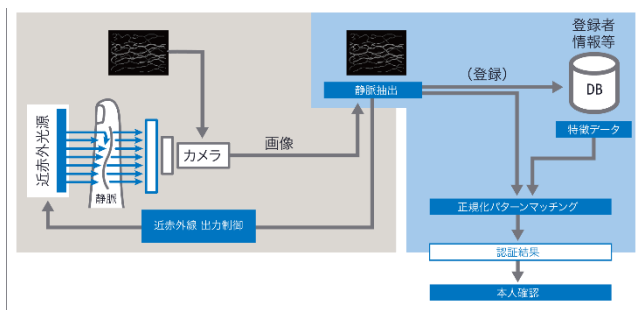 登録者
情報等
DB
(登録)
静脈抽出
特徴データ
近赤外光源
静脈
カメラ
画像
近赤外線 出力制御
正規化パターンマッチング
認証結果
本人確認